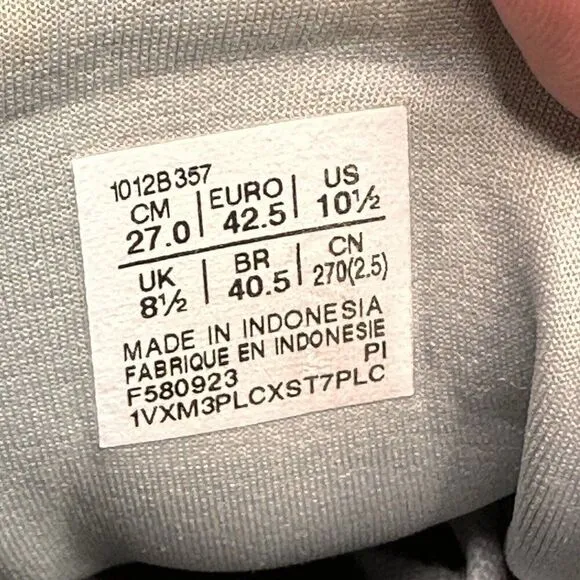 1012B357
CM | EURO | US
27.0 | 42.5 | 10½
UK | BR | CN
8½ | 40.5 | 270(2.5)
MADE IN INDONESIA
FABRIQUE EN INDONESIE
F580923 PI
1VXM3PLCXST7PLC